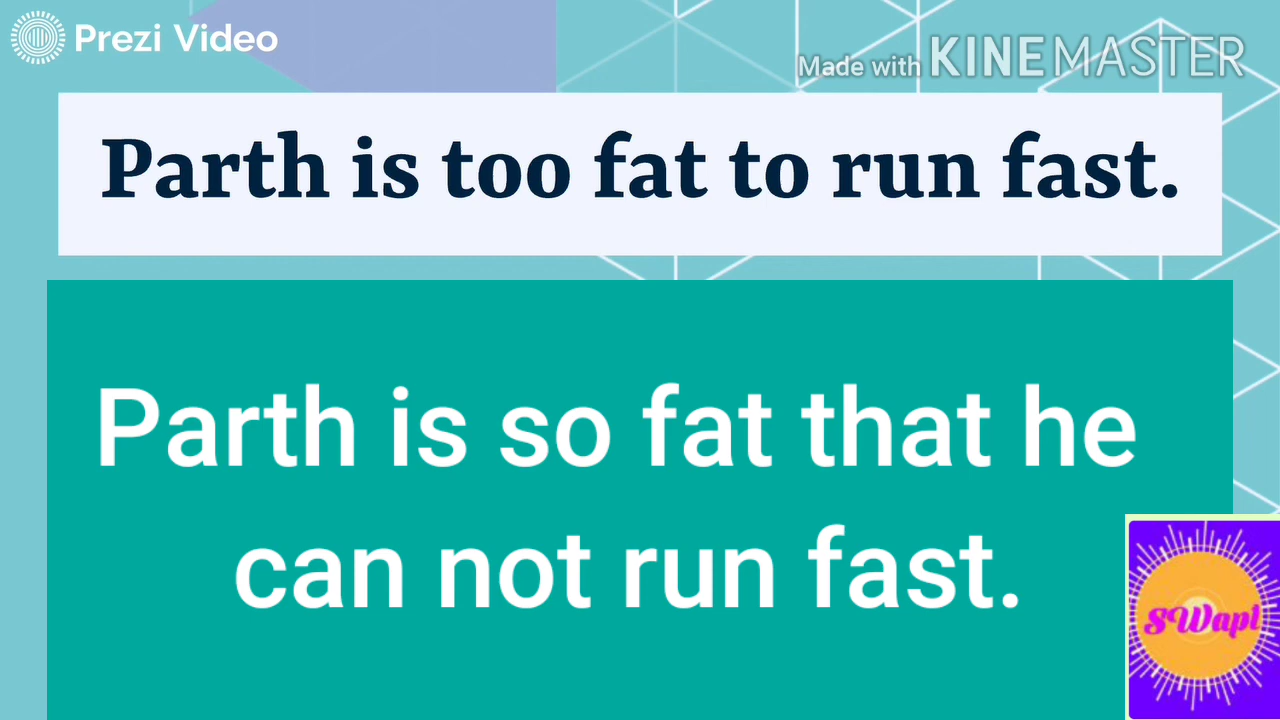 Prezi Video
Made with KINEMASTER
Parth is too fat to run fast.
Parth is so fat that he
can not run fast.
SWapt